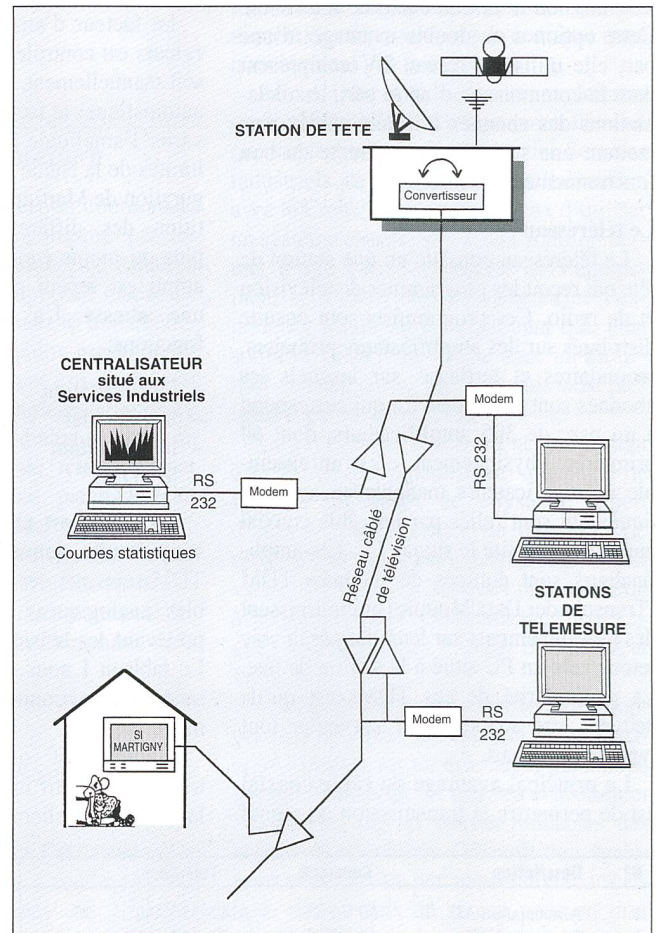 STATION DE TETE
Convertisseur
CENTRALISATEUR
situé aux
Services Industriels
Modem
RS 232
RS
232
Modem
Courbes statistiques
Réseau câblé
de télévision
STATIONS
DE
TELEMESURE
Modem
RS
232
SI
MARTIGNY